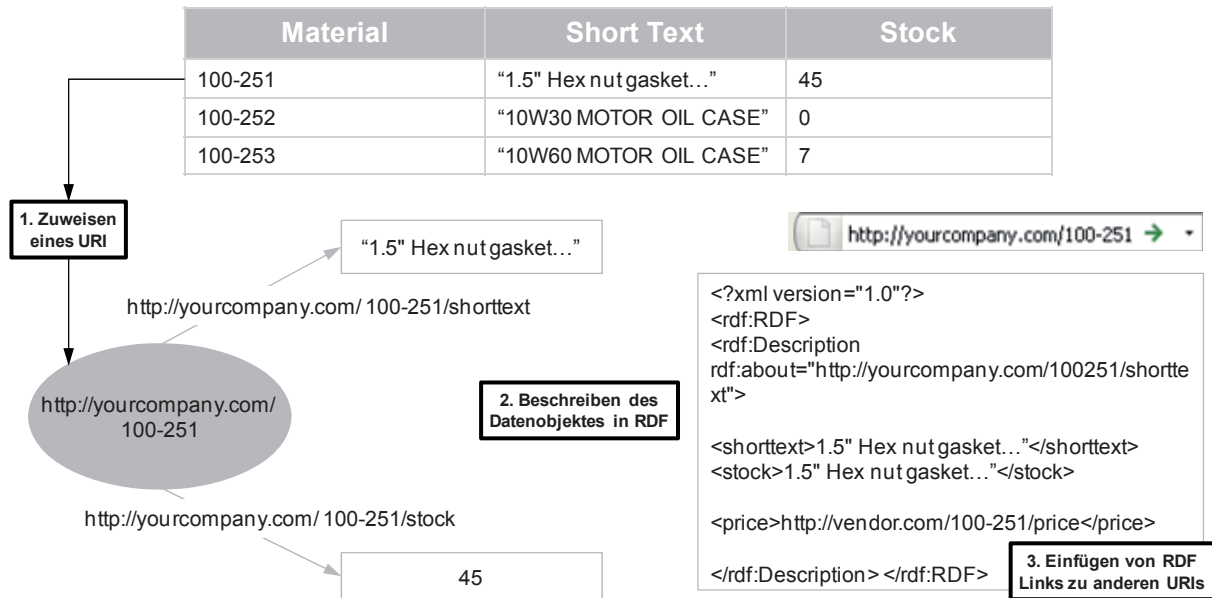 Material Short Text Stock
100-251 “1.5" Hex nut gasket…” 45
100-252 “10W30 MOTOR OIL CASE” 0
100-253 “10W60 MOTOR OIL CASE” 7
1. Zuweisen
eines URI
“1.5" Hex nut gasket…”
http://yourcompany.com/ 100-251/shorttext
http://yourcompany.com/
100-251
http://yourcompany.com/ 100-251/stock
45
2. Beschreiben des
Datenobjektes in RDF
http://yourcompany.com/100-251
<?xml version="1.0"?>
<rdf:RDF>
<rdf:Description
rdf:about="http://yourcompany.com/100251/shortte
xt">
<shorttext>1.5" Hex nut gasket…”</shorttext>
<stock>1.5" Hex nut gasket…”</stock>
<price>http://vendor.com/100-251/price</price>
</rdf:Description> </rdf:RDF>
3. Einfügen von RDF
Links zu anderen URIs